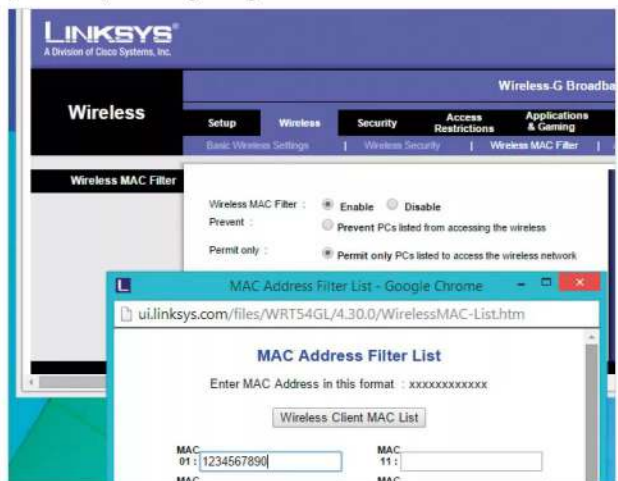 LINKSYS®
A Division of Cisco Systems, Inc.
Wireless-G Broadba
Wireless
Setup Wireless Security Access Restrictions Applications & Gaming
Basic Wireless Settings | Wireless Security | Wireless MAC Filter |
Wireless MAC Filter
Wireless MAC Filter : Enable Disable
Prevent : Prevent PCs listed from accessing the wireless
Permit only : Permit only PCs listed to access the wireless network
L MAC Address Filter List - Google Chrome
ui.linksys.com/files/WRT54GL/4.30.0/WirelessMAC-List.htm
MAC Address Filter List
Enter MAC Address in this format : xxxxxxxxxxxx
Wireless Client MAC List
MAC 01 : 1234567890 MAC 11 :
MAC MAC